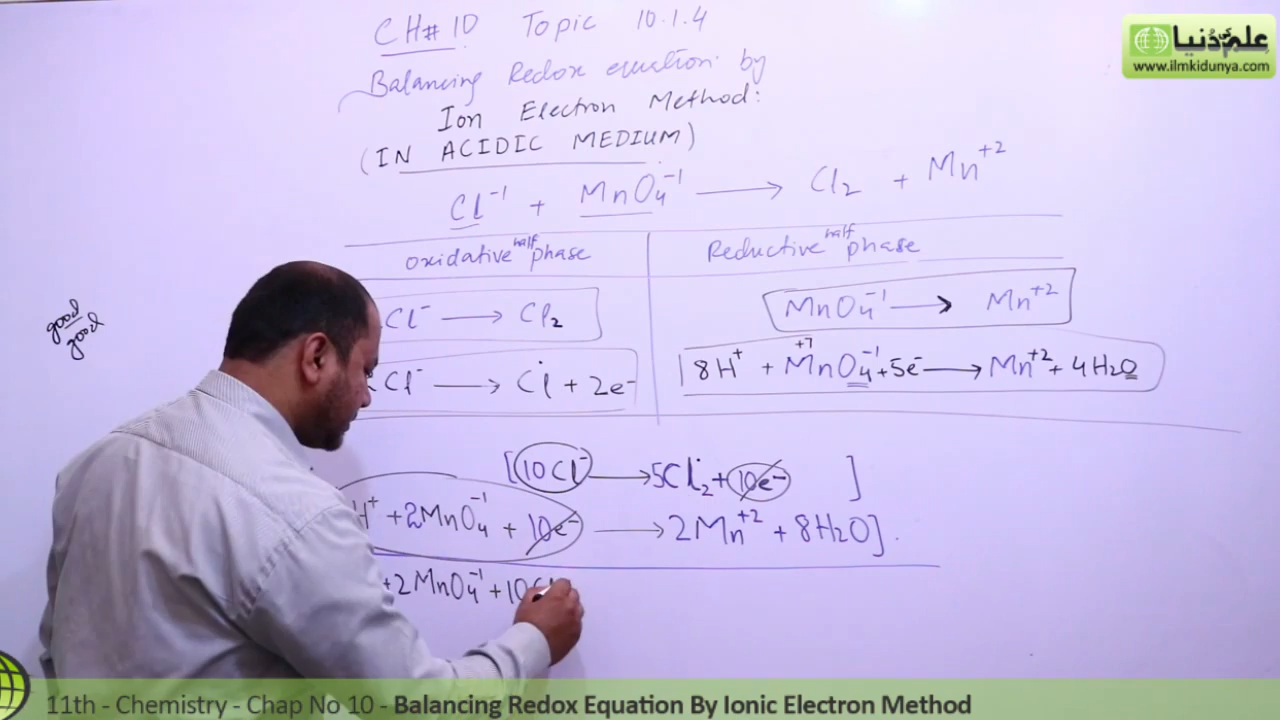 CH#10 Topic 10.1.4
علم کی دُنیا
www.ilmkidunya.com
Balancing Redox equation by
Ion Electron Method:
(IN ACIDIC MEDIUM)
Cl⁻¹ + MnO₄⁻¹ ⟶ Cl₂ + Mn⁺²
oxidative half phase
Reductive half phase
Cl⁻ ⟶ Cl₂
MnO₄⁻¹ ⟶ Mn⁺²
good
good
Cl⁻ ⟶ Cl + 2e⁻
8H⁺ + +7 MnO₄⁻¹ + 5e⁻ ⟶ Mn⁺² + 4H₂O
[10Cl⁻ ⟶ 5Cl₂ + 10e⁻ ]
H⁺ + 2MnO₄⁻¹ + 10e⁻ ⟶ 2Mn⁺² + 8H₂O].
+2MnO₄⁻¹ + 10Cl
11th - Chemistry - Chap No 10 - Balancing Redox Equation By Ionic Electron Method